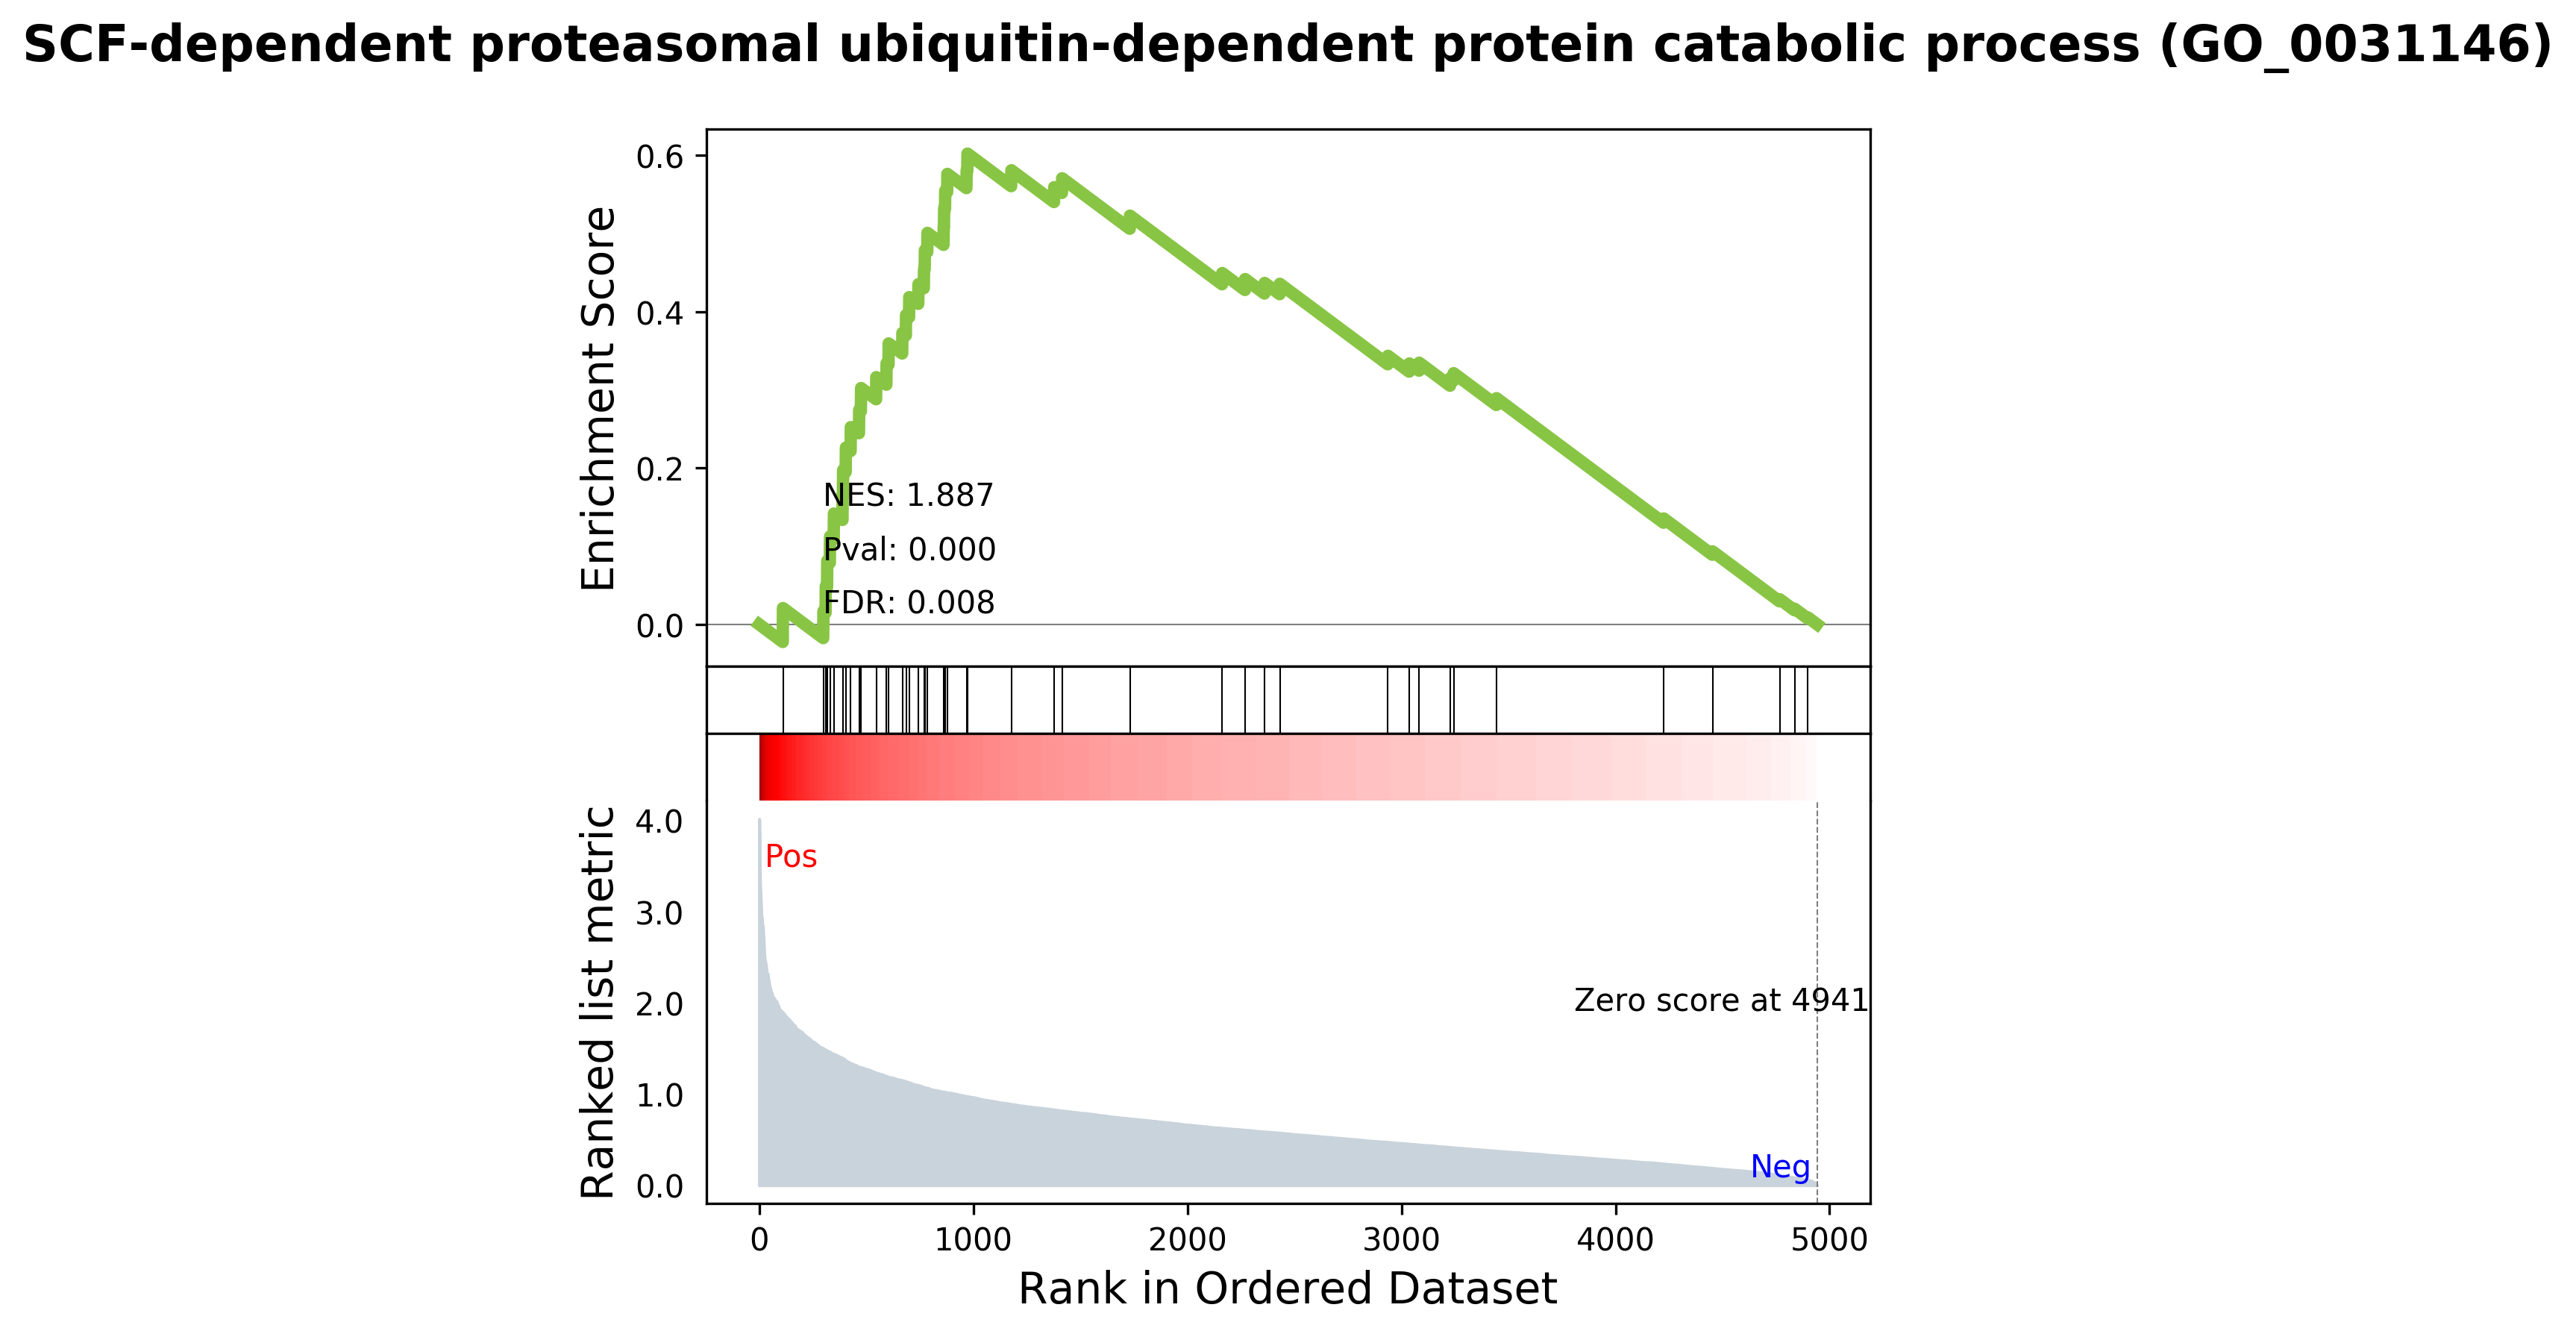 SCF-dependent proteasomal ubiquitin-dependent protein catabolic process (GO_0031146)
Enrichment Score
0.6
0.4
0.2
0.0
NES: 1.887
Pval: 0.000
FDR: 0.008
Ranked list metric
4.0
3.0
2.0
1.0
0.0
Pos
Zero score at 4941
Neg
0 1000 2000 3000 4000 5000
Rank in Ordered Dataset